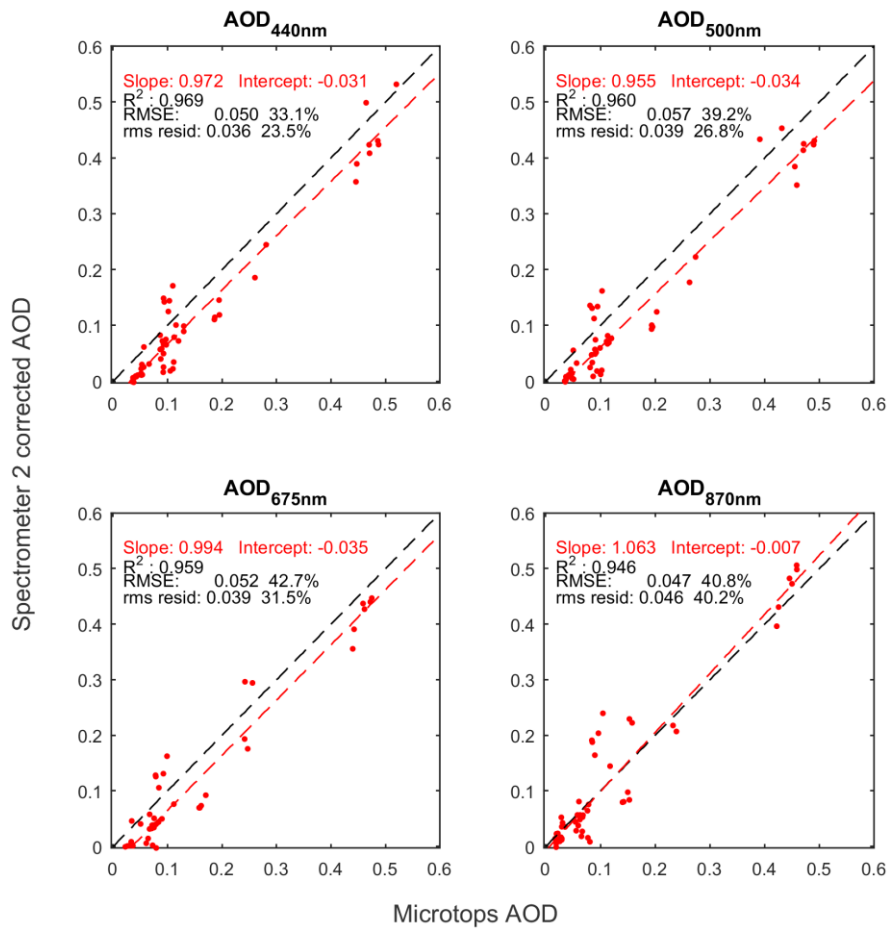 AOD440nm
0.6
0.5
0.4
0.3
0.2
0.1
0
Slope: 0.972 Intercept: -0.031
R2 : 0.969
RMSE: 0.050 33.1%
rms resid: 0.036 23.5%
0 0.1 0.2 0.3 0.4 0.5 0.6
AOD500nm
0.6
0.5
0.4
0.3
0.2
0.1
0
Slope: 0.955 Intercept: -0.034
R2 : 0.960
RMSE: 0.057 39.2%
rms resid: 0.039 26.8%
0 0.1 0.2 0.3 0.4 0.5 0.6
AOD675nm
0.6
0.5
0.4
0.3
0.2
0.1
0
Slope: 0.994 Intercept: -0.035
R2 : 0.959
RMSE: 0.052 42.7%
rms resid: 0.039 31.5%
0 0.1 0.2 0.3 0.4 0.5 0.6
AOD870nm
0.6
0.5
0.4
0.3
0.2
0.1
0
Slope: 1.063 Intercept: -0.007
R2 : 0.946
RMSE: 0.047 40.8%
rms resid: 0.046 40.2%
0 0.1 0.2 0.3 0.4 0.5 0.6
Spectrometer 2 corrected AOD
Microtops AOD